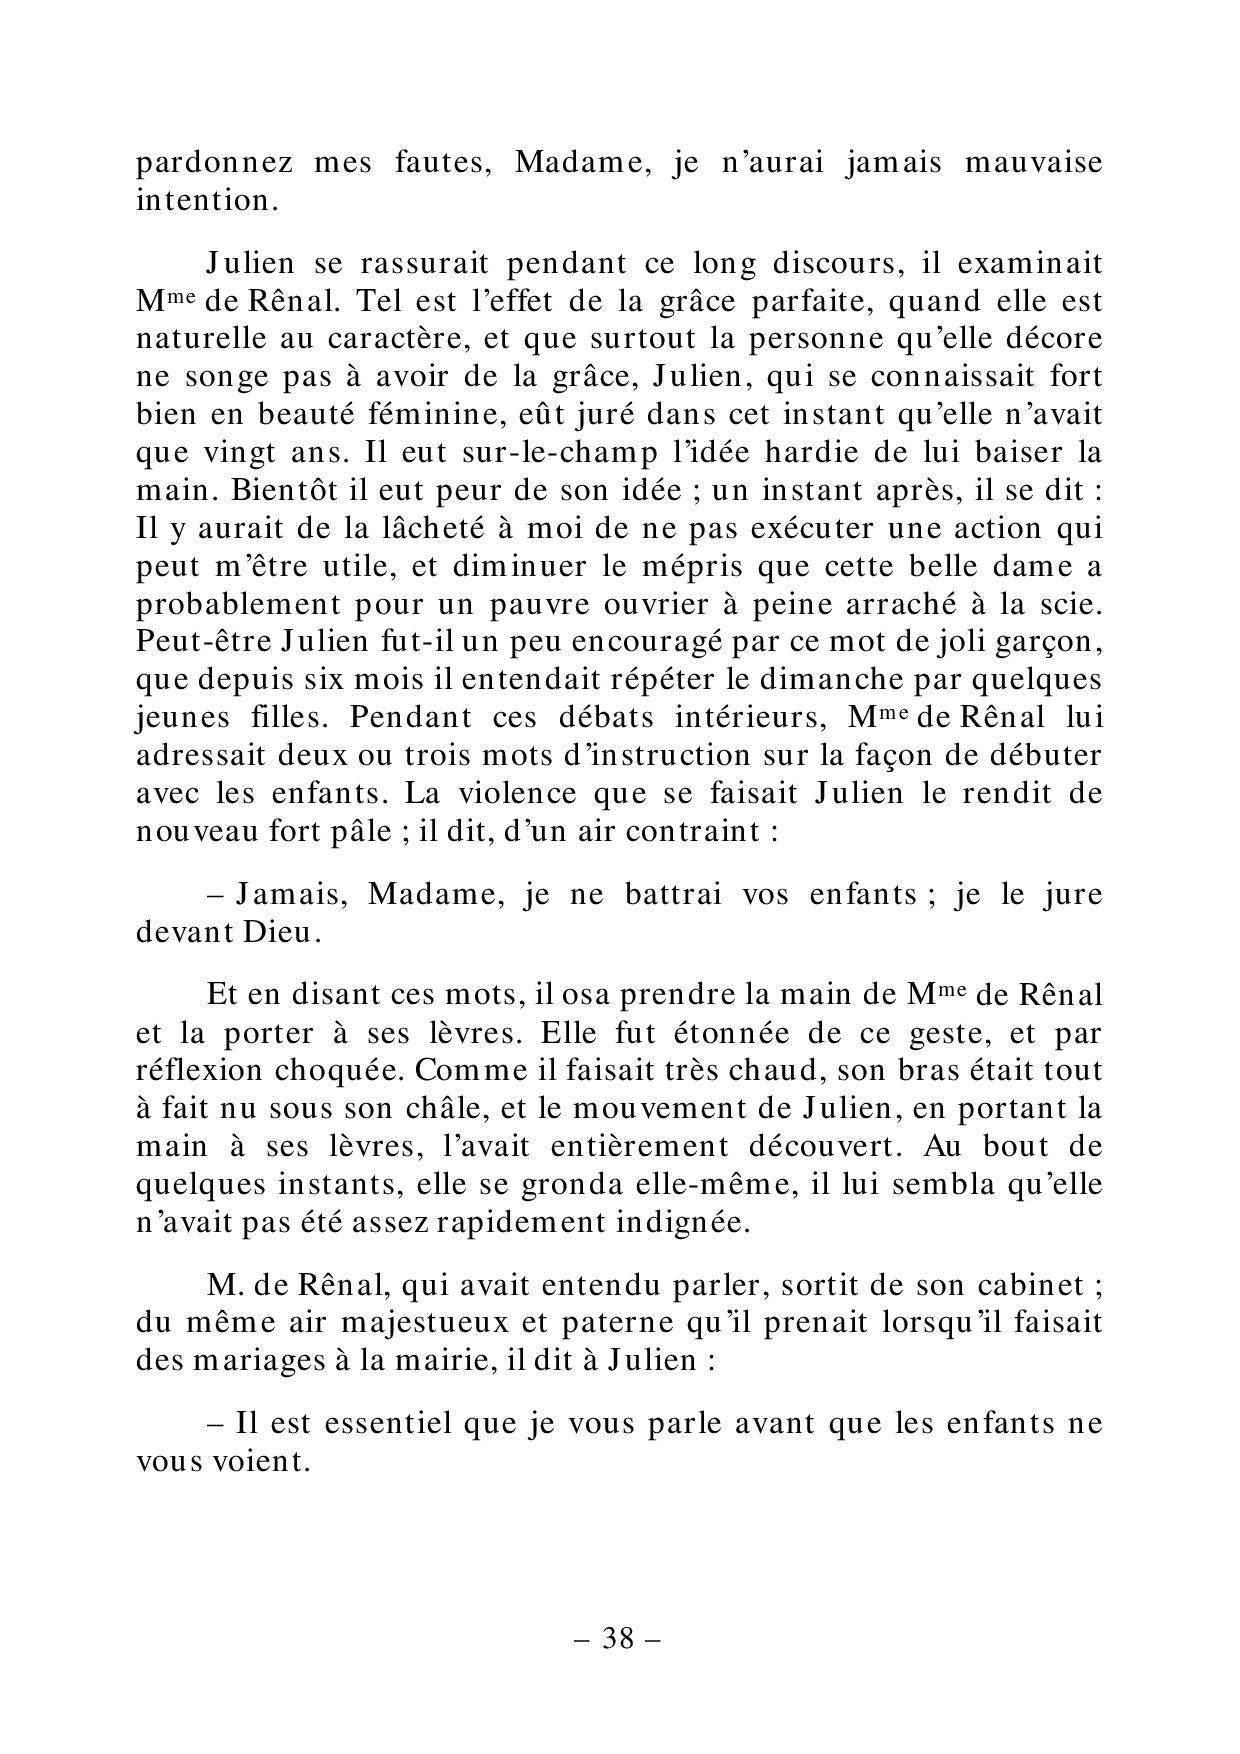 pardonnez mes fautes, Madame, je n’aurai jamais mauvaise
intention.
Julien se rassurait pendant ce long discours, il examinait
Mme de Rênal. Tel est l’effet de la grâce parfaite, quand elle est
naturelle au caractère, et que surtout la personne qu’elle décore
ne songe pas à avoir de la grâce, Julien, qui se connaissait fort
bien en beauté féminine, eût juré dans cet instant qu’elle n’avait
que vingt ans. Il eut sur-le-champ l’idée hardie de lui baiser la
main. Bientôt il eut peur de son idée ; un instant après, il se dit :
Il y aurait de la lâcheté à moi de ne pas exécuter une action qui
peut m’être utile, et diminuer le mépris que cette belle dame a
probablement pour un pauvre ouvrier à peine arraché à la scie.
Peut-être Julien fut-il un peu encouragé par ce mot de joli garçon,
que depuis six mois il entendait répéter le dimanche par quelques
jeunes filles. Pendant ces débats intérieurs, Mme de Rênal lui
adressait deux ou trois mots d’instruction sur la façon de débuter
avec les enfants. La violence que se faisait Julien le rendit de
nouveau fort pâle ; il dit, d’un air contraint :
– Jamais, Madame, je ne battrai vos enfants ; je le jure
devant Dieu.
Et en disant ces mots, il osa prendre la main de Mme de Rênal
et la porter à ses lèvres. Elle fut étonnée de ce geste, et par
réflexion choquée. Comme il faisait très chaud, son bras était tout
à fait nu sous son châle, et le mouvement de Julien, en portant la
main à ses lèvres, l’avait entièrement découvert. Au bout de
quelques instants, elle se gronda elle-même, il lui sembla qu’elle
n’avait pas été assez rapidement indignée.
M. de Rênal, qui avait entendu parler, sortit de son cabinet ;
du même air majestueux et paterne qu’il prenait lorsqu’il faisait
des mariages à la mairie, il dit à Julien :
– Il est essentiel que je vous parle avant que les enfants ne
vous voient.
– 38 –